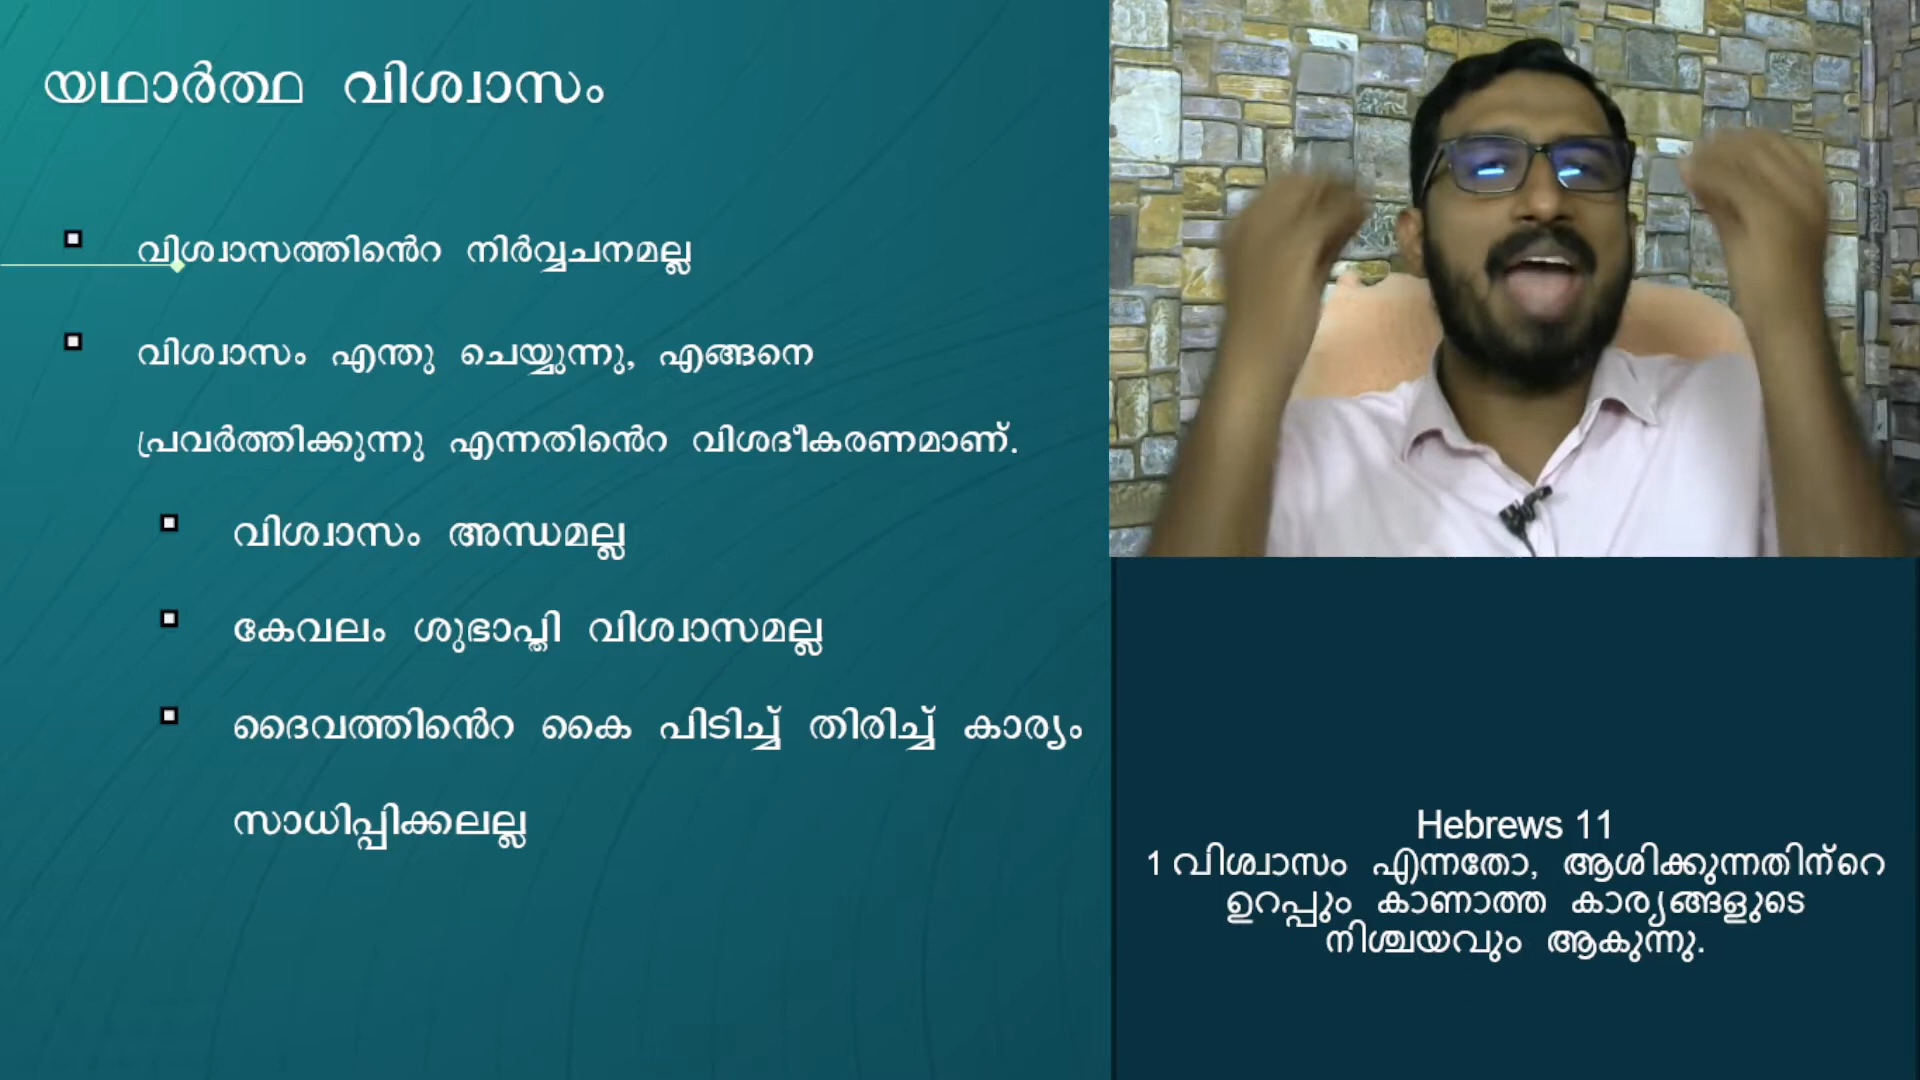 യഥാർത്ഥ വിശ്വാസം
വിശ്വാസത്തിൻെറ നിർവ്വചനമല്ല
വിശ്വാസം എന്തു ചെയ്യുന്നു, എങ്ങനെ
പ്രവർത്തിക്കുന്നു എന്നതിൻെറ വിശദീകരണമാണ്.
വിശ്വാസം അന്ധമല്ല
കേവലം ശുഭാപ്തി വിശ്വാസമല്ല
ദൈവത്തിൻെറ കൈ പിടിച്ച് തിരിച്ച് കാര്യം
സാധിപ്പിക്കലല്ല
Hebrews 11
1 വിശ്വാസം എന്നതോ, ആശിക്കുന്നതിന്റെ
ഉറപ്പും കാണാത്ത കാര്യങ്ങളുടെ
നിശ്ചയവും ആകുന്നു.